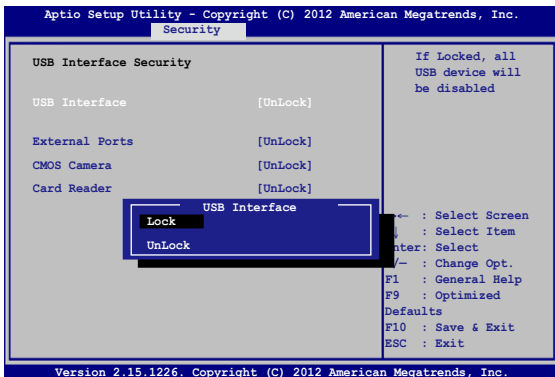 Aptio Setup Utility - Copyright (C) 2012 American Megatrends, Inc.
Security
USB Interface Security
USB Interface [UnLock]
External Ports [UnLock]
CMOS Camera [UnLock]
Card Reader [UnLock]
USB Interface
Lock
UnLock
If Locked, all
USB device will
be disabled
→← : Select Screen
: Select Item
nter: Select
/— : Change Opt.
F1 : General Help
F9 : Optimized
Defaults
F10 : Save & Exit
ESC : Exit
Version 2.15.1226. Copyright (C) 2012 American Megatrends, Inc.